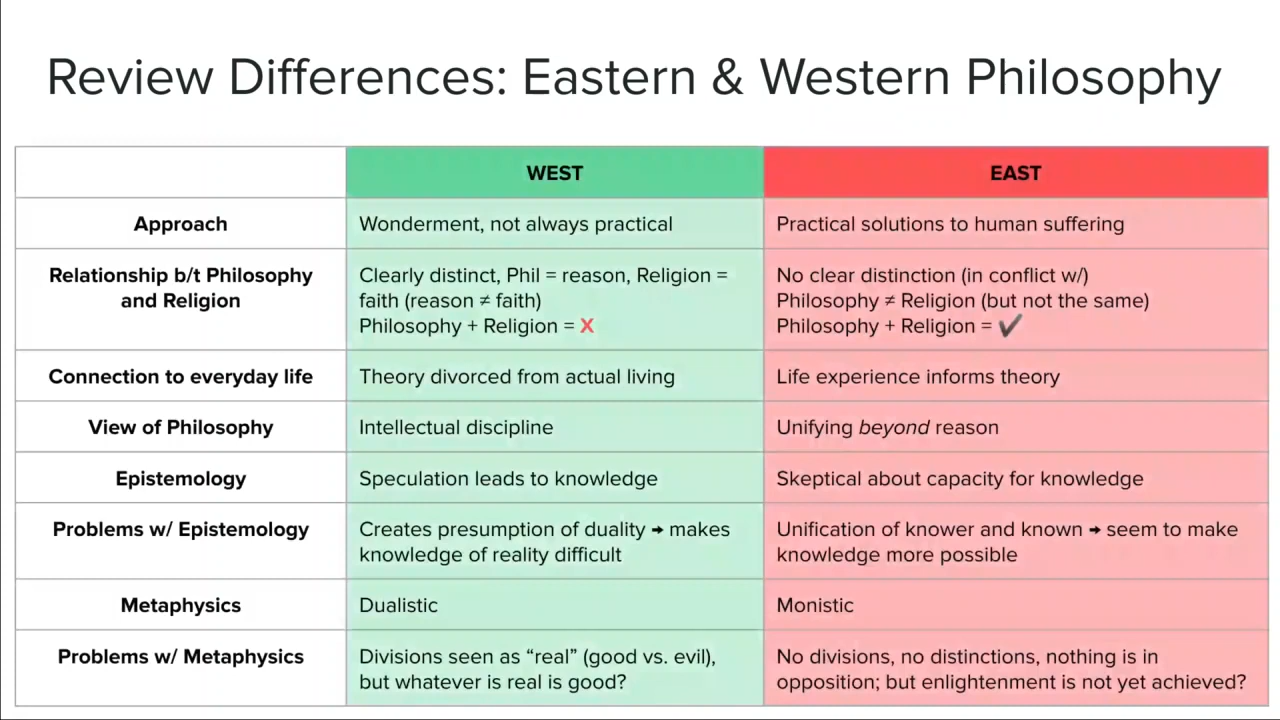 Review Differences: Eastern & Western Philosophy
WEST
EAST
Approach
Wonderment, not always practical
Practical solutions to human suffering
Relationship b/t Philosophy
and Religion
Clearly distinct, Phil = reason, Religion =
faith (reason ≠ faith)
Philosophy + Religion = X
No clear distinction (in conflict w/)
Philosophy ≠ Religion (but not the same)
Philosophy + Religion = ✔
Connection to everyday life
Theory divorced from actual living
Life experience informs theory
View of Philosophy
Intellectual discipline
Unifying beyond reason
Epistemology
Speculation leads to knowledge
Skeptical about capacity for knowledge
Problems w/ Epistemology
Creates presumption of duality → makes
knowledge of reality difficult
Unification of knower and known → seem to make
knowledge more possible
Metaphysics
Dualistic
Monistic
Problems w/ Metaphysics
Divisions seen as “real” (good vs. evil),
but whatever is real is good?
No divisions, no distinctions, nothing is in
opposition; but enlightenment is not yet achieved?